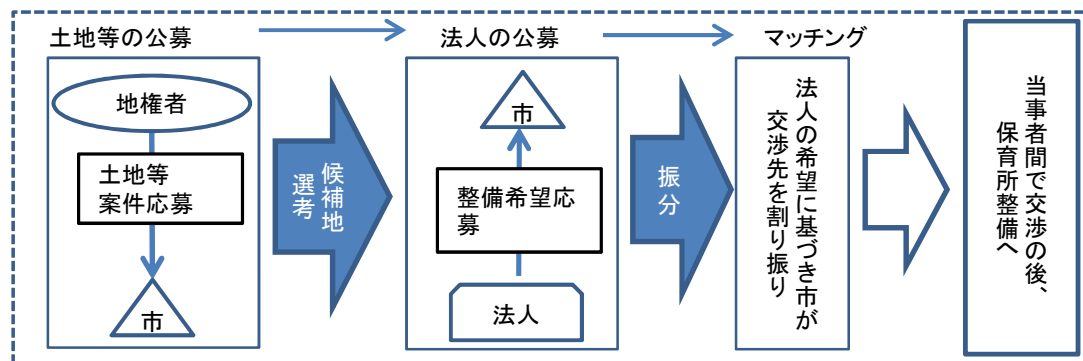 土地等の公募
地権者
土地等
案件応募
市
候補地
選考
法人の公募
市
整備希望応
募
法人
振分
マッチング
法人の希望に基づき市が
交渉先を割り振り
当事者間で交渉の後、
保育所整備へ